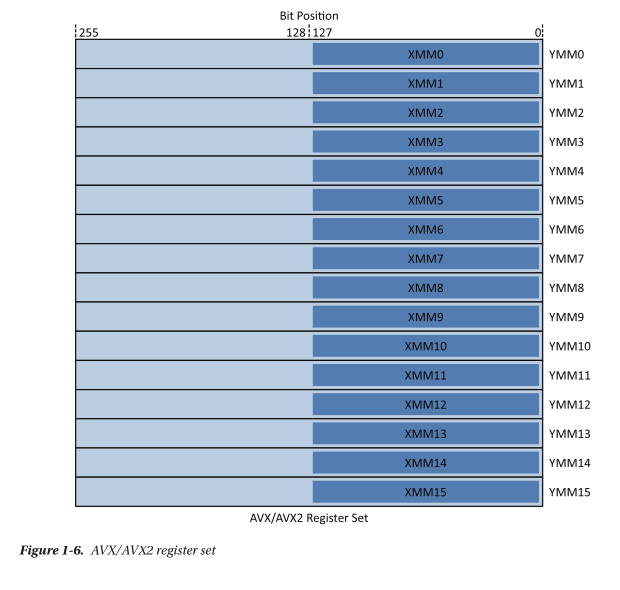 Bit Position
255 128 127 0
XMM0 YMM0
XMM1 YMM1
XMM2 YMM2
XMM3 YMM3
XMM4 YMM4
XMM5 YMM5
XMM6 YMM6
XMM7 YMM7
XMM8 YMM8
XMM9 YMM9
XMM10 YMM10
XMM11 YMM11
XMM12 YMM12
XMM13 YMM13
XMM14 YMM14
XMM15 YMM15
AVX/AVX2 Register Set
Figure 1-6. AVX/AVX2 register set